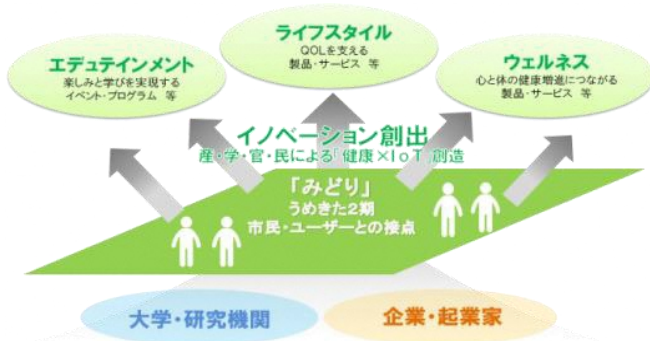 ライフスタイル
QOLを支える
製品・サービス 等
エデュテインメント
楽しみと学びを実現する
イベント・プログラム 等
ウェルネス
心と体の健康増進につながる
製品・サービス 等
イノベーション創出
産・学・官・民による「健康×IoT」創造
「みどり」
うめきた2期
市民・ユーザーとの接点
大学・研究機関
企業・起業家